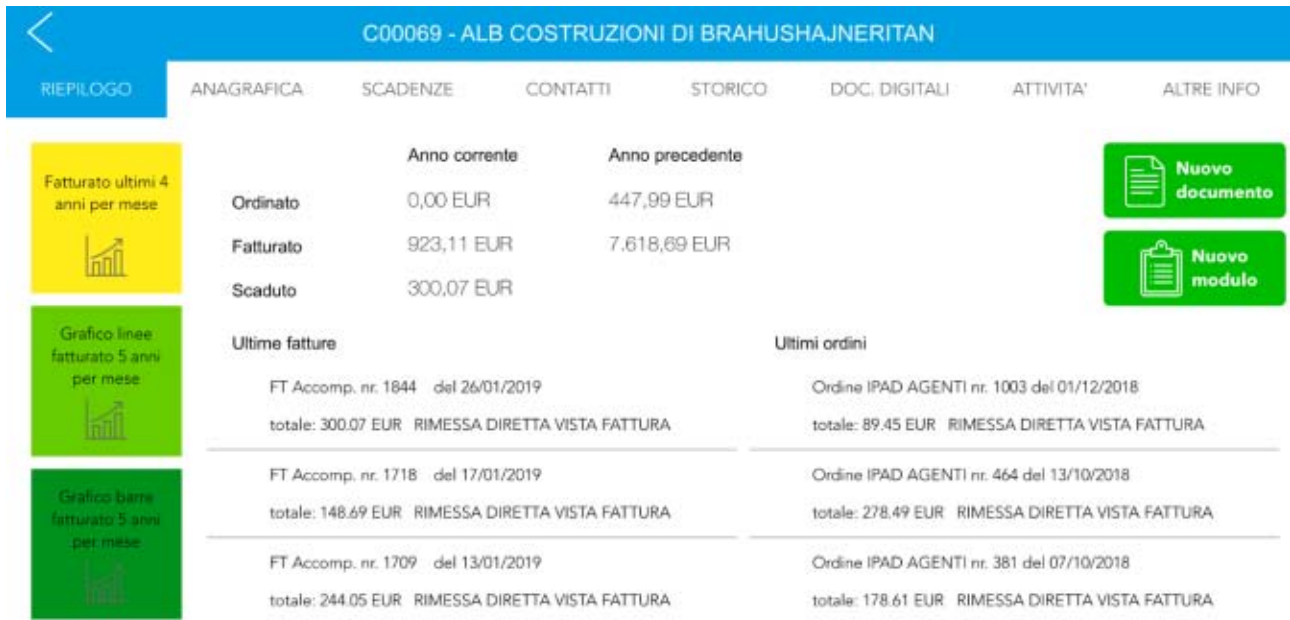 C00069 - ALB COSTRUZIONI DI BRAHUSHAJNERITAN
RIEPILOGO ANAGRAFICA SCADENZE CONTATTI STORICO DOC. DIGITALI ATTIVITA' ALTRE INFO
Fatturato ultimi 4
anni per mese
Grafico linee
fatturato 5 anni
per mese
Grafico barre
fatturato 5 anni
per mese
Anno corrente Anno precedente
Ordinato 0,00 EUR 447,99 EUR
Fatturato 923,11 EUR 7.618,69 EUR
Scaduto 300,07 EUR
Nuovo
documento
Nuovo
modulo
Ultime fatture
FT Accomp. nr. 1844 del 26/01/2019
totale: 300.07 EUR RIMESSA DIRETTA VISTA FATTURA
FT Accomp. nr. 1718 del 17/01/2019
totale: 148.69 EUR RIMESSA DIRETTA VISTA FATTURA
FT Accomp. nr. 1709 del 13/01/2019
totale: 244.05 EUR RIMESSA DIRETTA VISTA FATTURA
Ultimi ordini
Ordine IPAD AGENTI nr. 1003 del 01/12/2018
totale: 89.45 EUR RIMESSA DIRETTA VISTA FATTURA
Ordine IPAD AGENTI nr. 464 del 13/10/2018
totale: 278.49 EUR RIMESSA DIRETTA VISTA FATTURA
Ordine IPAD AGENTI nr. 381 del 07/10/2018
totale: 178.61 EUR RIMESSA DIRETTA VISTA FATTURA